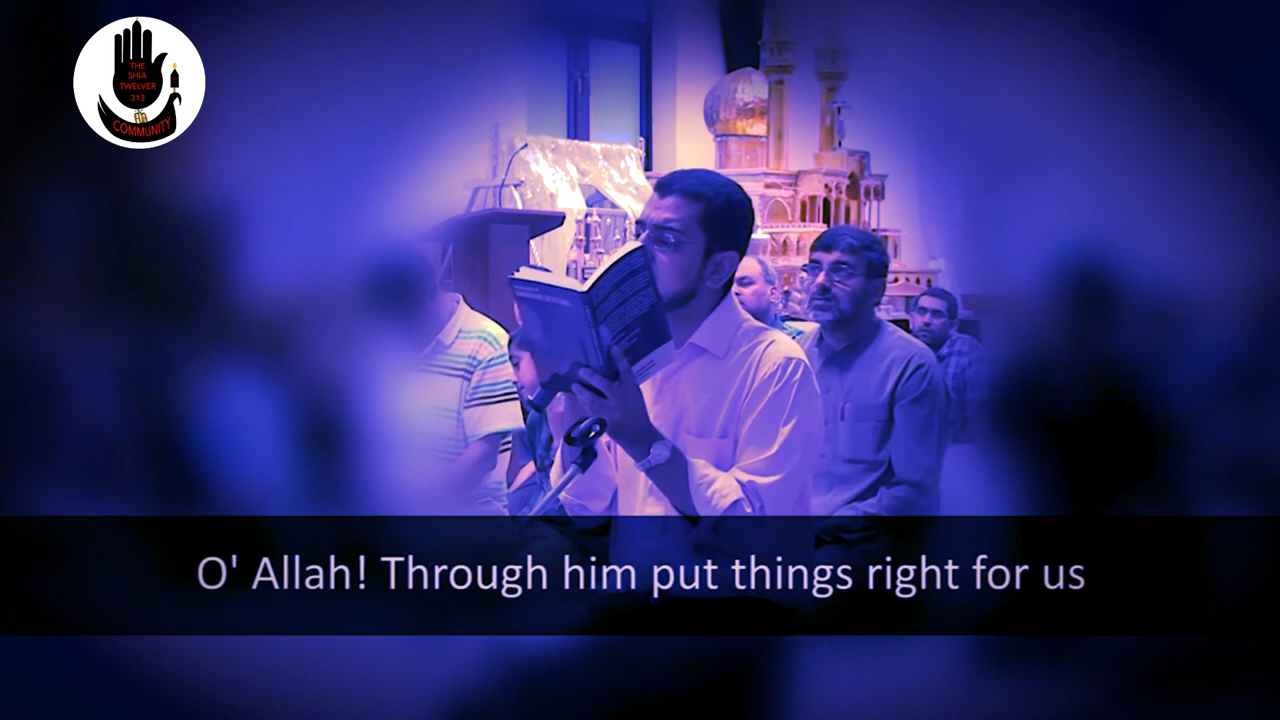 THE
SHIA
TWELVER
313
COMMUNITY
O' Allah! Through him put things right for us